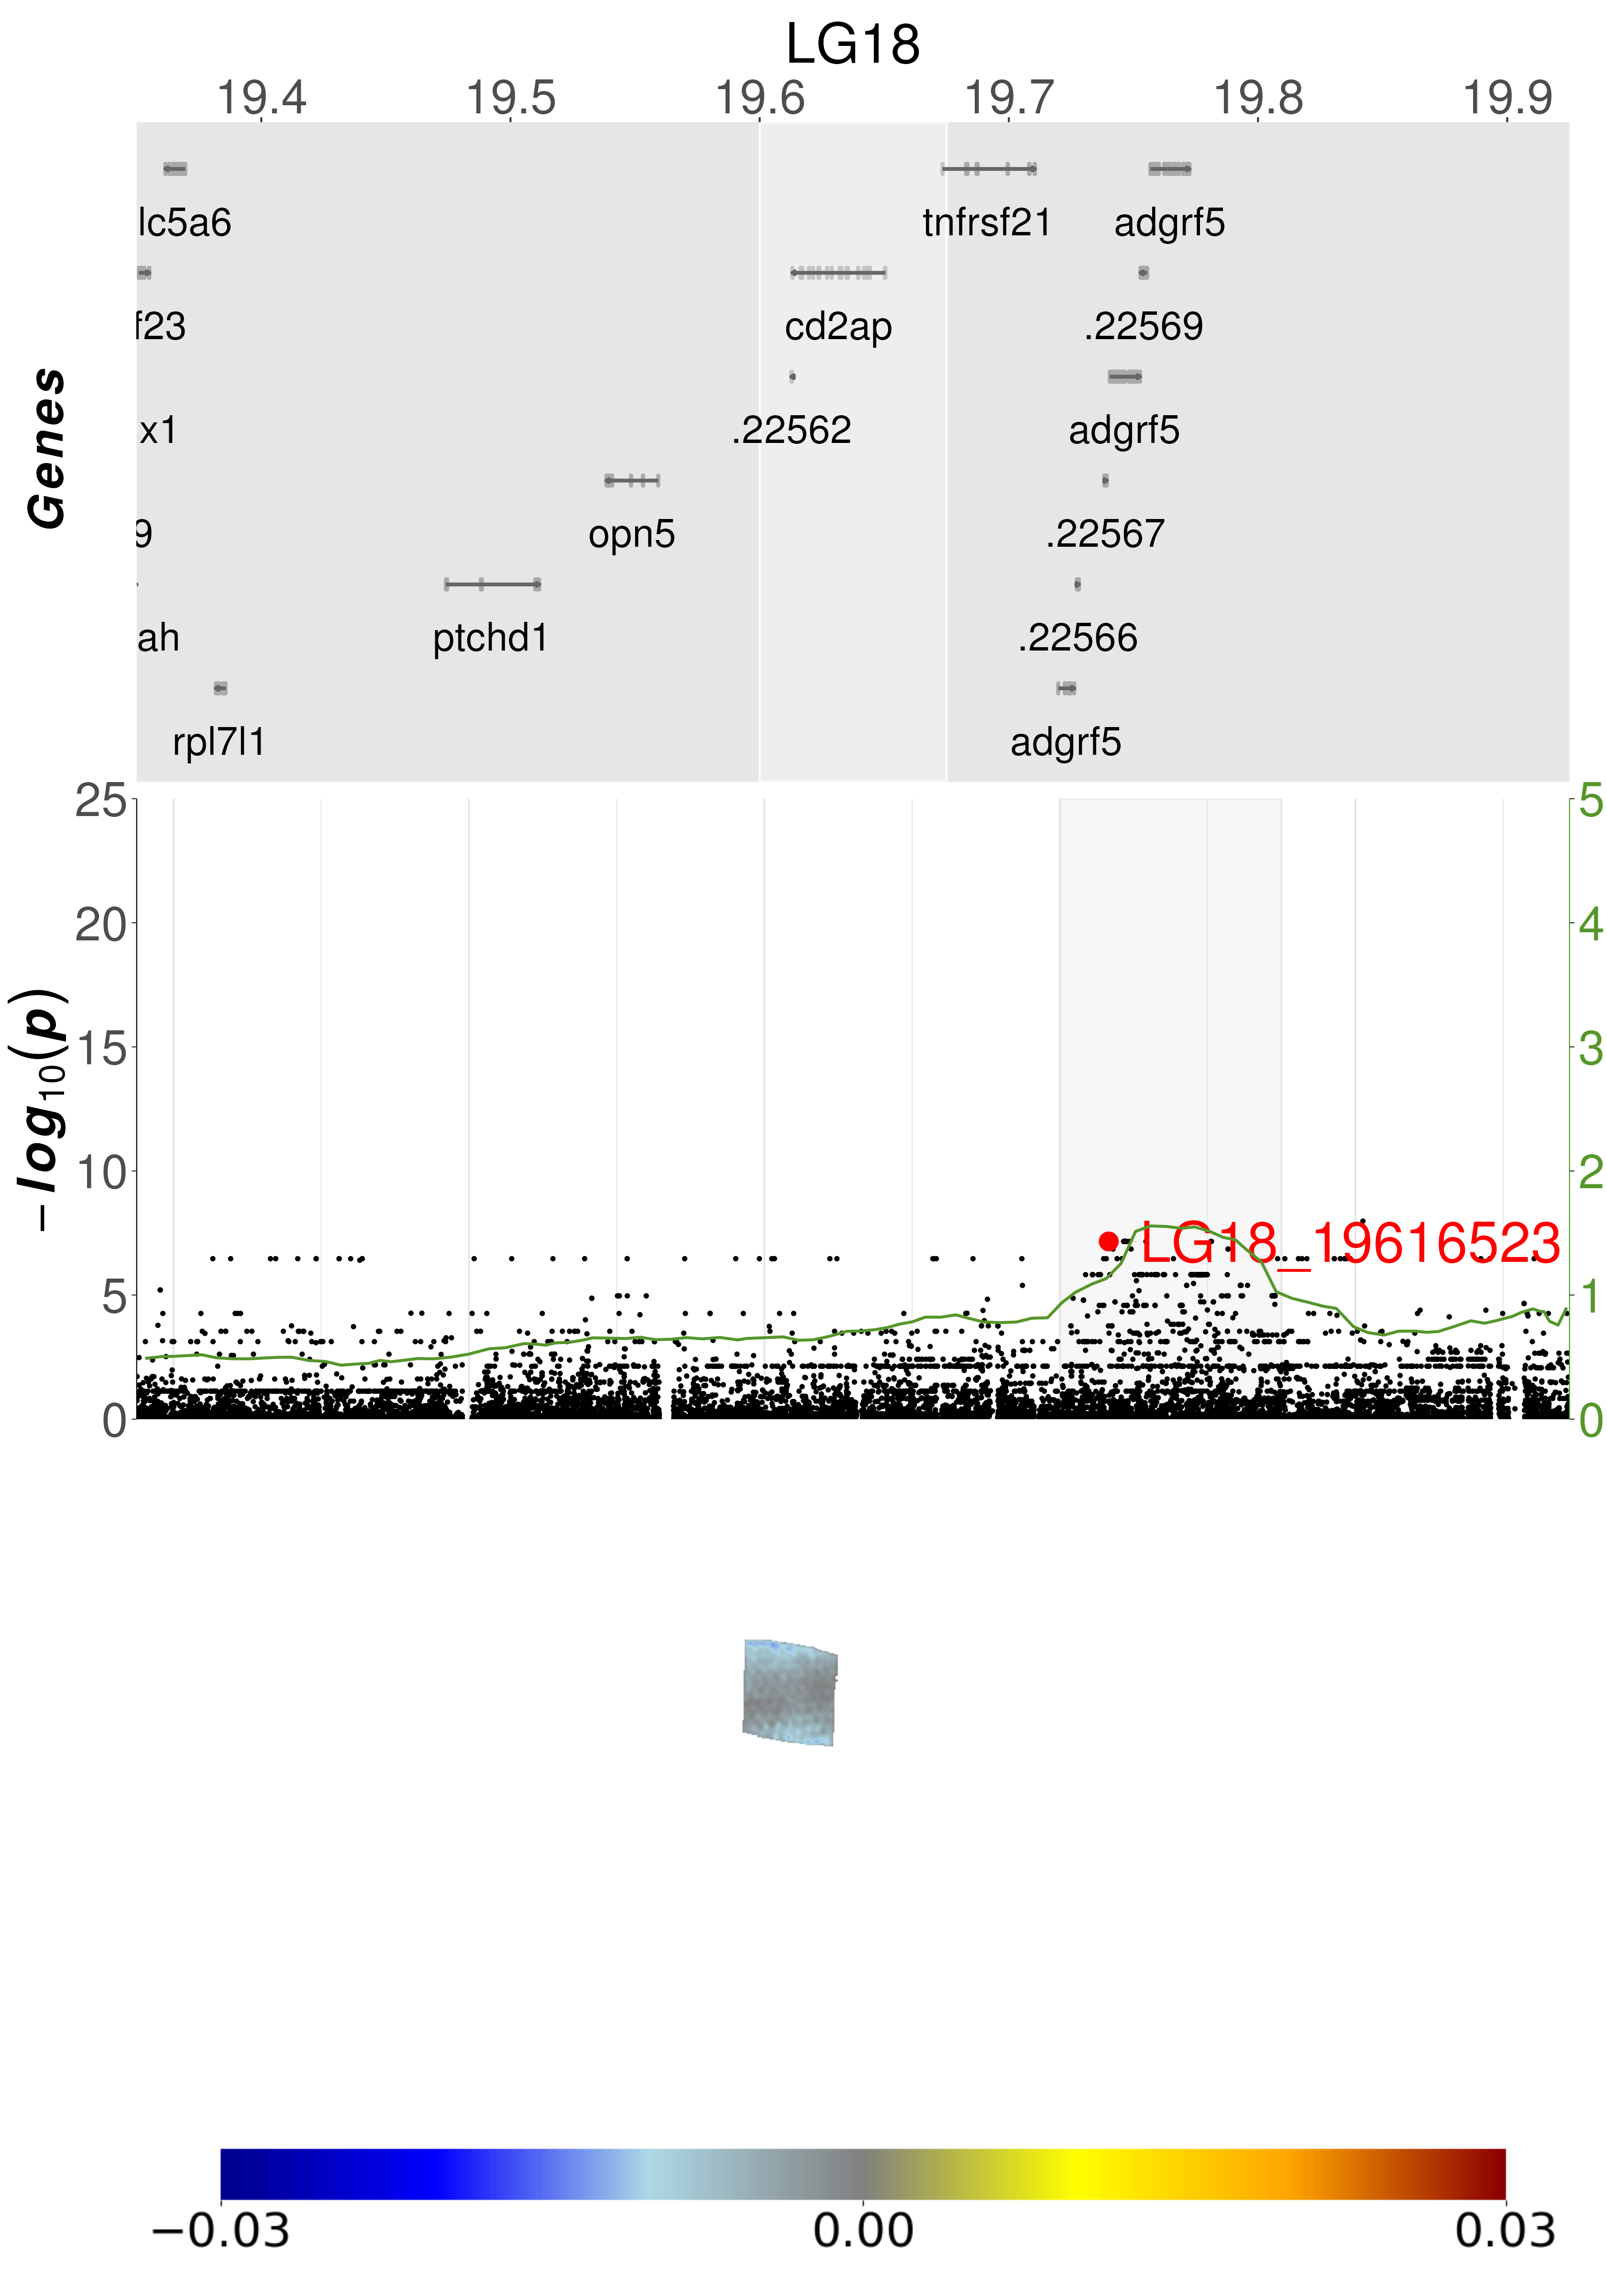 LG18
19.4 19.5 19.6 19.7 19.8 19.9
lc5a6 tnfrsf21 adgrf5
f23 cd2ap .22569
x1 .22562 adgrf5
9 opn5 .22567
ah ptchd1 .22566
rpl7l1 adgrf5
Genes
25 5
20 4
15 3
10 2
5 1
0 0
−log10(p)
LG18_19616523
−0.03 0.00 0.03